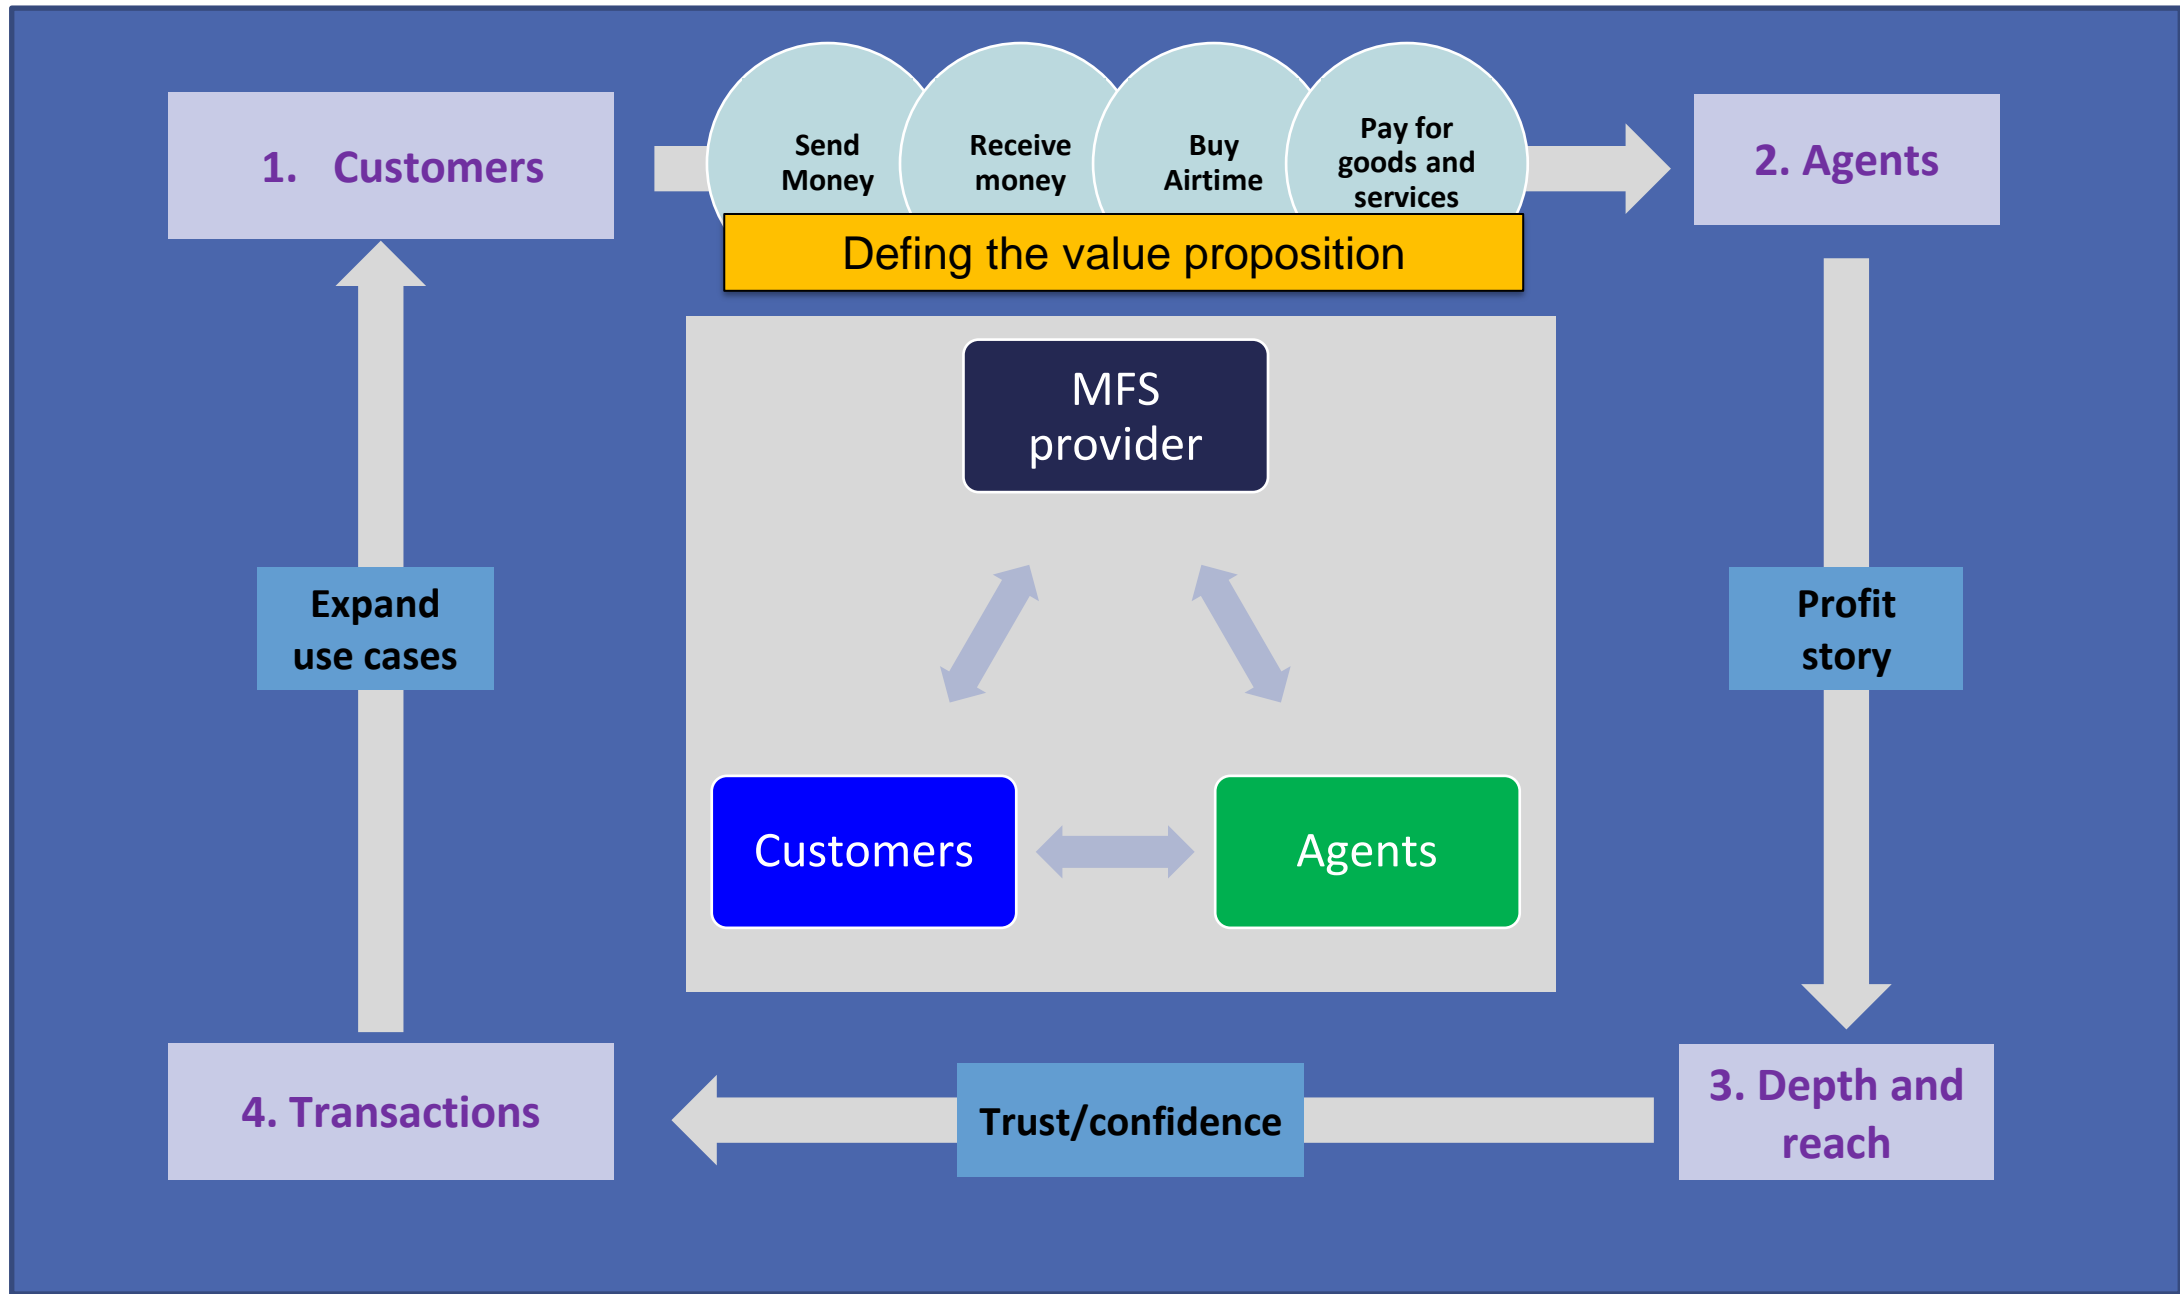 1. Customers
Send
Money
Receive
money
Buy
Airtime
Pay for
goods and
services
2. Agents
Defing the value proposition
MFS
provider
Expand
use cases
Profit
story
Customers
Agents
4. Transactions
Trust/confidence
3. Depth and
reach